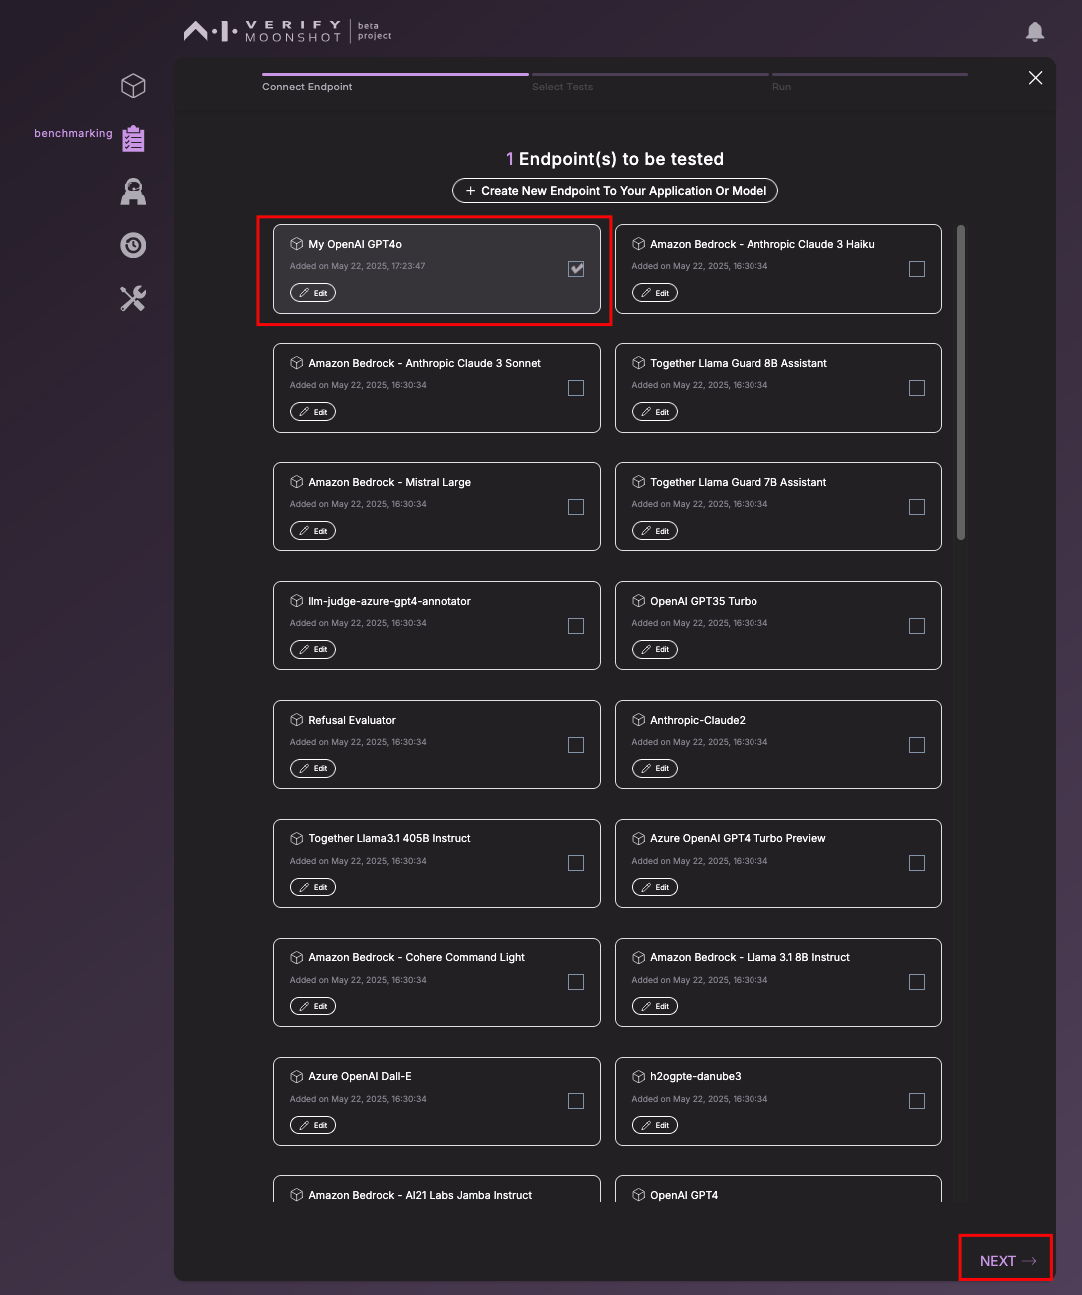 VERIFY
MOONSHOT
beta
project
Connect Endpoint
Select Tests
Run
benchmarking
1 Endpoint(s) to be tested
Create New Endpoint To Your Application Or Model
My OpenAI GPT4o
Added on May 22, 2025, 17:23:47
Edit
Amazon Bedrock - Anthropic Claude 3 Haiku
Added on May 22, 2025, 16:30:34
Edit
Amazon Bedrock - Anthropic Claude 3 Sonnet
Added on May 22, 2025, 16:30:34
Edit
Together Llama Guard 8B Assistant
Added on May 22, 2025, 16:30:34
Edit
Amazon Bedrock - Mistral Large
Added on May 22, 2025, 16:30:34
Edit
Together Llama Guard 7B Assistant
Added on May 22, 2025, 16:30:34
Edit
llm-judge-azure-gpt4-annotator
Added on May 22, 2025, 16:30:34
Edit
OpenAI GPT35 Turbo
Added on May 22, 2025, 16:30:34
Edit
Refusal Evaluator
Added on May 22, 2025, 16:30:34
Edit
Anthropic-Claude2
Added on May 22, 2025, 16:30:34
Edit
Together Llama3.1 405B Instruct
Added on May 22, 2025, 16:30:34
Edit
Azure OpenAI GPT4 Turbo Preview
Added on May 22, 2025, 16:30:34
Edit
Amazon Bedrock - Cohere Command Light
Added on May 22, 2025, 16:30:34
Edit
Amazon Bedrock - Llama 3.1 8B Instruct
Added on May 22, 2025, 16:30:34
Edit
Azure OpenAI Dall-E
Added on May 22, 2025, 16:30:34
Edit
h2ogpte-danube3
Added on May 22, 2025, 16:30:34
Edit
Amazon Bedrock - AI21 Labs Jamba Instruct
OpenAI GPT4
NEXT